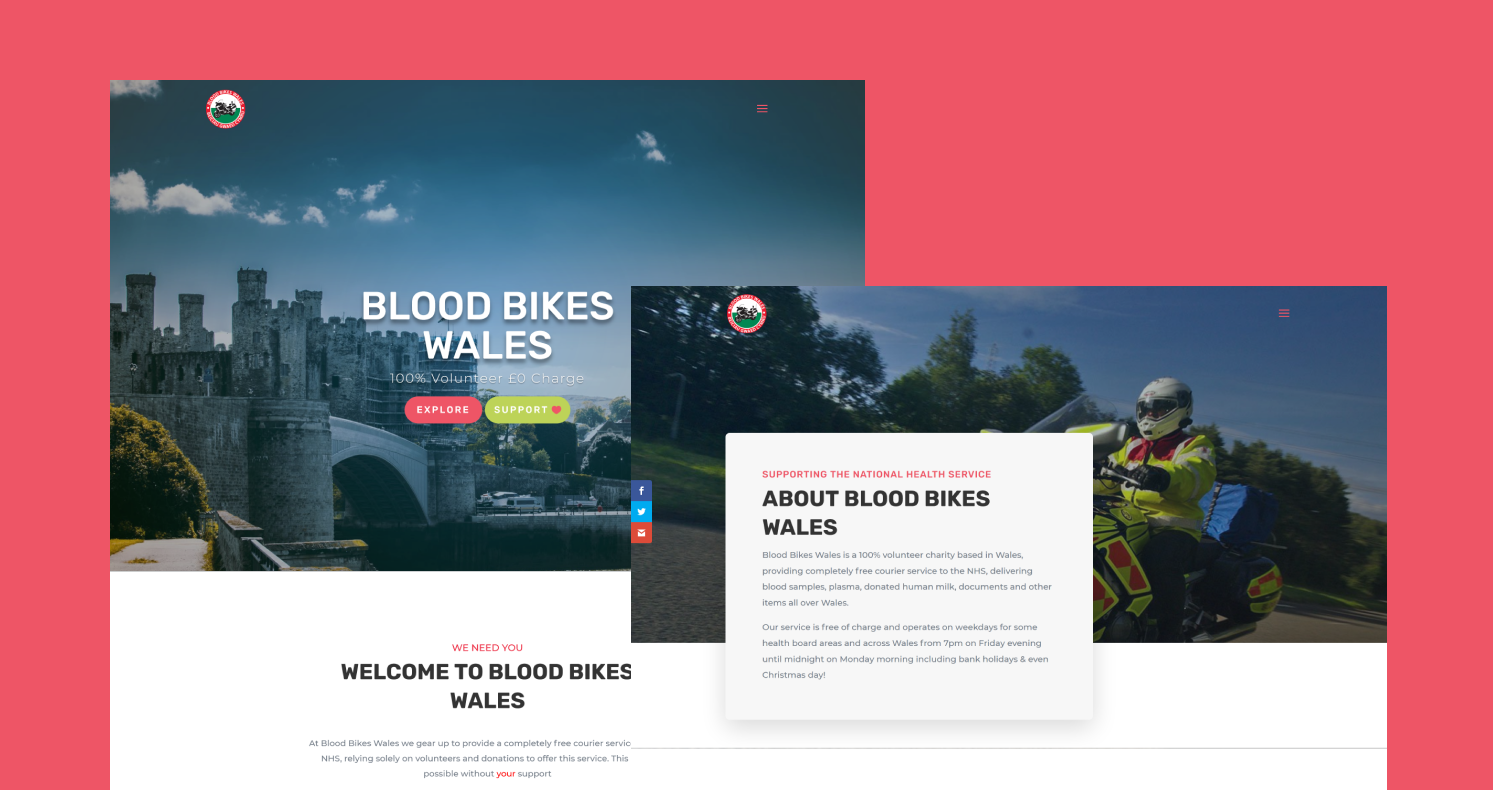 BLOOD BIKES WALES
BLOOD BIKES
WALES
100% Volunteer £0 Charge
EXPLORE
SUPPORT
WE NEED YOU
WELCOME TO BLOOD BIKES
WALES
At Blood Bikes Wales we gear up to provide a completely free courier
NHS, relying solely on volunteers and donations to offer this service. This
possible without your support
BLOOD BIKES WALES
SUPPORTING THE NATIONAL HEALTH SERVICE
ABOUT BLOOD BIKES
WALES
Blood Bikes Wales is a 100% volunteer charity based in Wales,
providing completely free courier service to the NHS, delivering
blood samples, plasma, donated human milk, documents and other
items all over Wales.
Our service is free of charge and operates on weekdays for some
health board areas and across Wales from 7pm on Friday evening
until midnight on Monday morning including bank holidays & even
Christmas day!